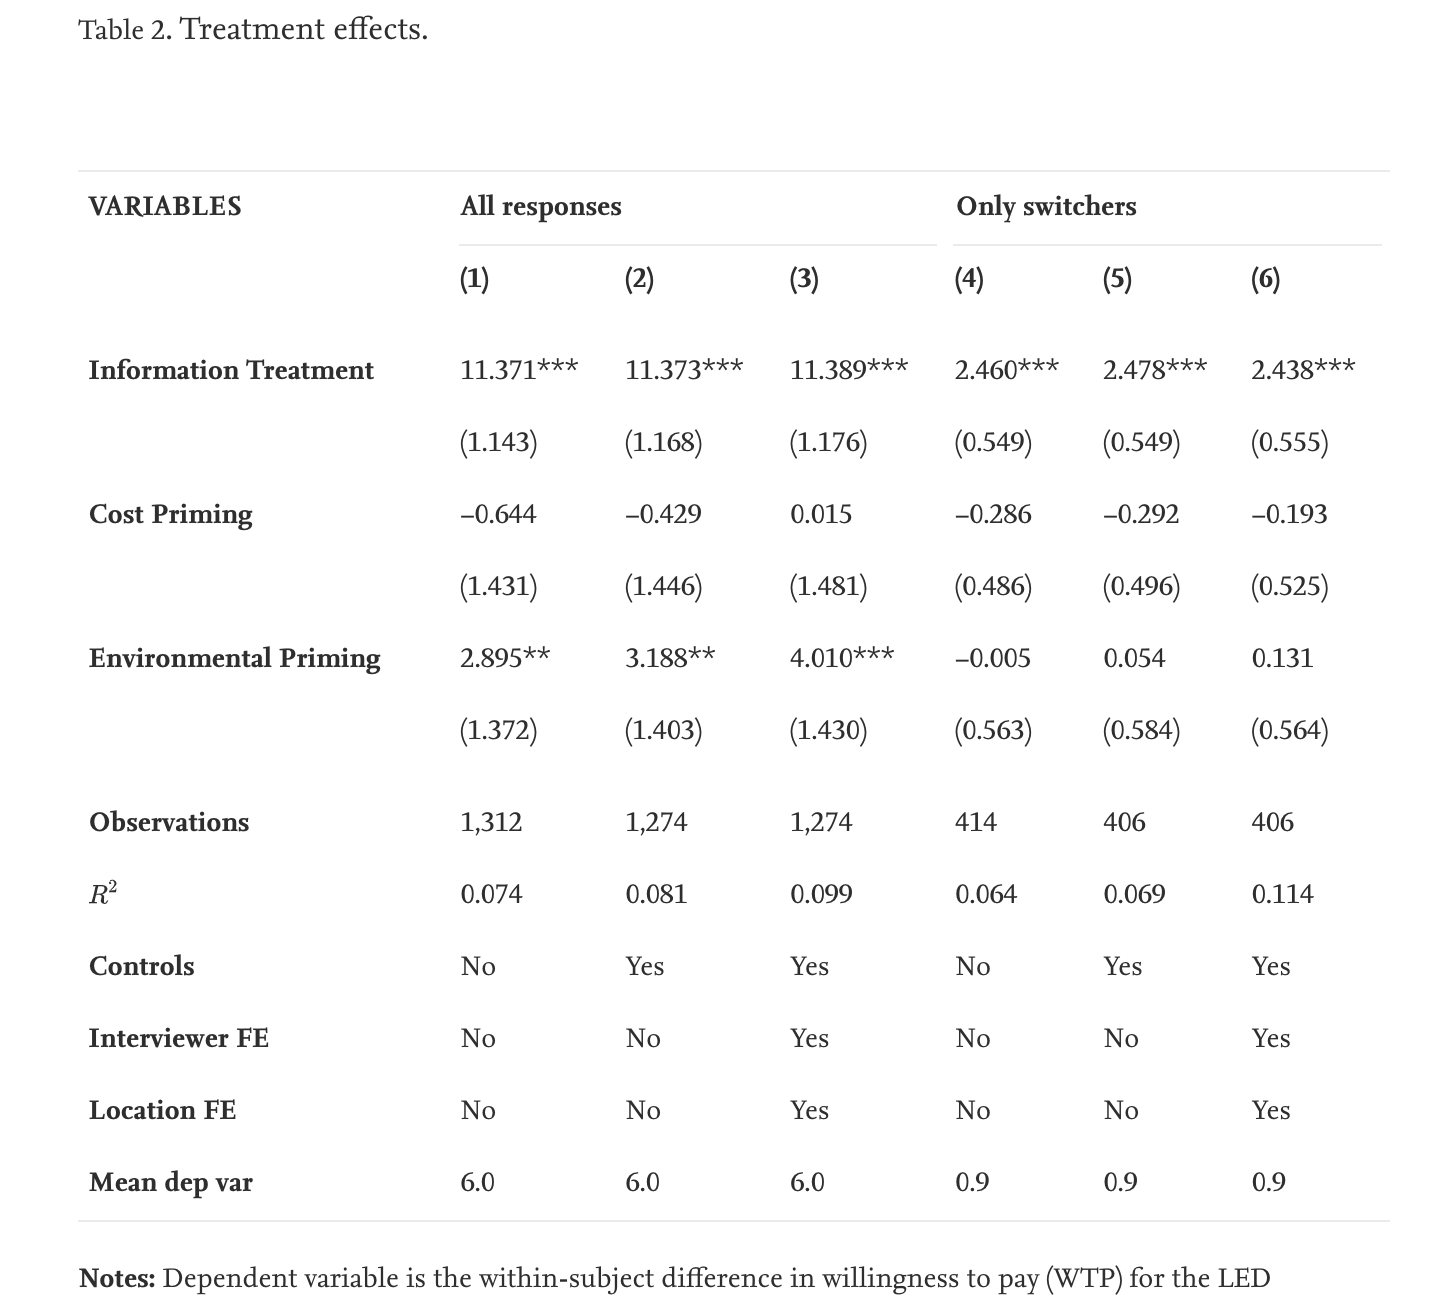 Table 2. Treatment effects.
VARIABLES All responses Only switchers
(1) (2) (3) (4) (5) (6)
Information Treatment 11.371*** 11.373*** 11.389*** 2.460*** 2.478*** 2.438***
(1.143) (1.168) (1.176) (0.549) (0.549) (0.555)
Cost Priming –0.644 –0.429 0.015 –0.286 –0.292 –0.193
(1.431) (1.446) (1.481) (0.486) (0.496) (0.525)
Environmental Priming 2.895** 3.188** 4.010*** –0.005 0.054 0.131
(1.372) (1.403) (1.430) (0.563) (0.584) (0.564)
Observations 1,312 1,274 1,274 414 406 406
R² 0.074 0.081 0.099 0.064 0.069 0.114
Controls No Yes Yes No Yes Yes
Interviewer FE No No Yes No No Yes
Location FE No No Yes No No Yes
Mean dep var 6.0 6.0 6.0 0.9 0.9 0.9
Notes: Dependent variable is the within-subject difference in willingness to pay (WTP) for the LED